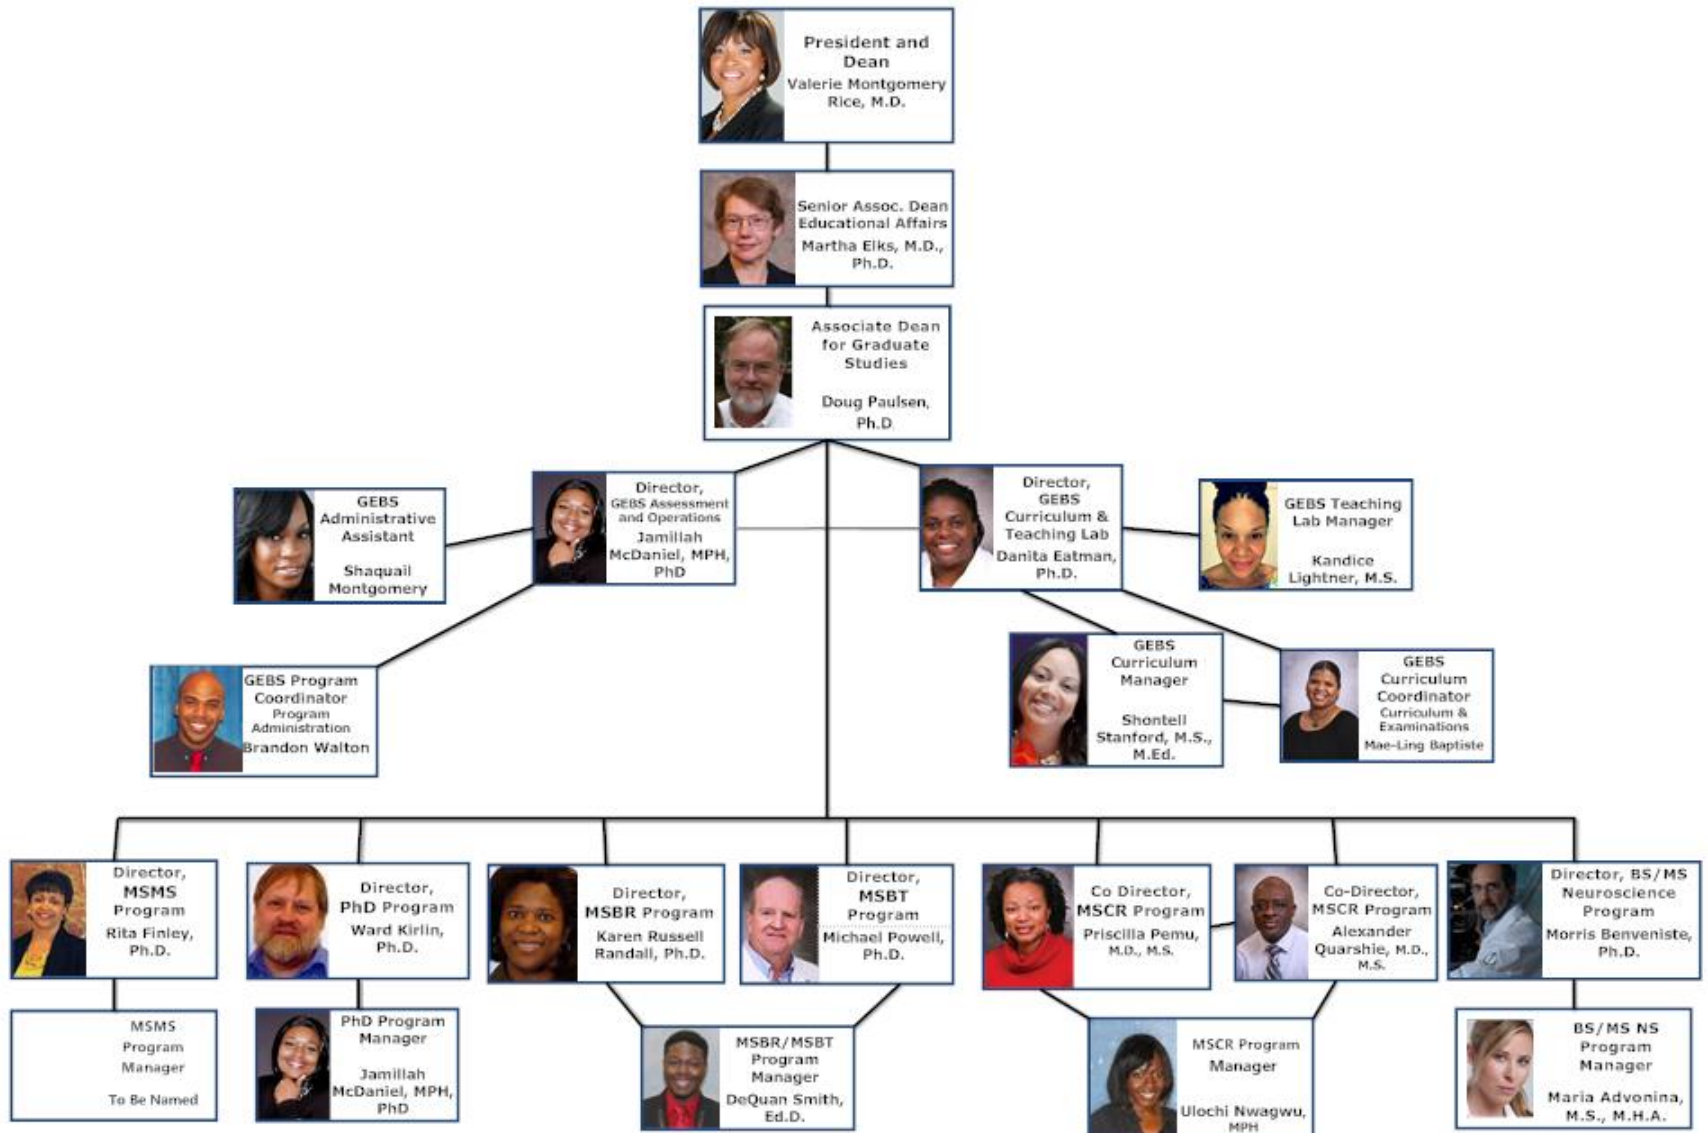 President and
Dean
Valerie Montgomery
Rice, M.D.
Senior Assoc. Dean
Educational Affairs
Martha Elks, M.D.,
Ph.D.
Associate Dean
for Graduate
Studies
Doug Paulsen,
Ph.D
GEBS
Administrative
Assistant
Shaquail
Montgomery
Director,
GEBS Assessment
and Operations
Jamillah
McDaniel, MPH,
PhD
Director,
GEBS
Curriculum &
Teaching Lab
Danita Eatman,
Ph.D.
GEBS Teaching
Lab Manager
Kandice
Lightner, M.S.
GEBS Program
Coordinator
Program
Administration
Brandon Walton
GEBS
Curriculum
Manager
Shontell
Stanford, M.S.,
M.Ed.
GEBS
Curriculum
Coordinator
Curriculum &
Examinations
Mae-Ling Baptiste
Director,
MSMS
Program
Rita Finley,
Ph.D.
Director,
PhD Program
Ward Kirlin,
Ph.D.
Director,
MSBR Program
Karen Russell
Randall, Ph.D.
Director,
MSBT
Program
Michael Powell,
Ph.D.
Co Director,
MSCR Program
Priscilla Pemu,
M.D., M.S.
Co-Director,
MSCR Program
Alexander
Quarshie, M.D.,
M.S.
Director, BS/MS
Neuroscience
Program
Morris Benveniste,
Ph.D.
MSMS
Program
Manager
To Be Named
PhD Program
Manager
Jamillah
McDaniel, MPH,
PhD
MSBR/MSBT
Program
Manager
DeQuan Smith,
Ed.D.
MSCR Program
Manager
Ulochi Nwagwu,
MPH
BS/MS NS
Program
Manager
Maria Advonina,
M.S., M.H.A.